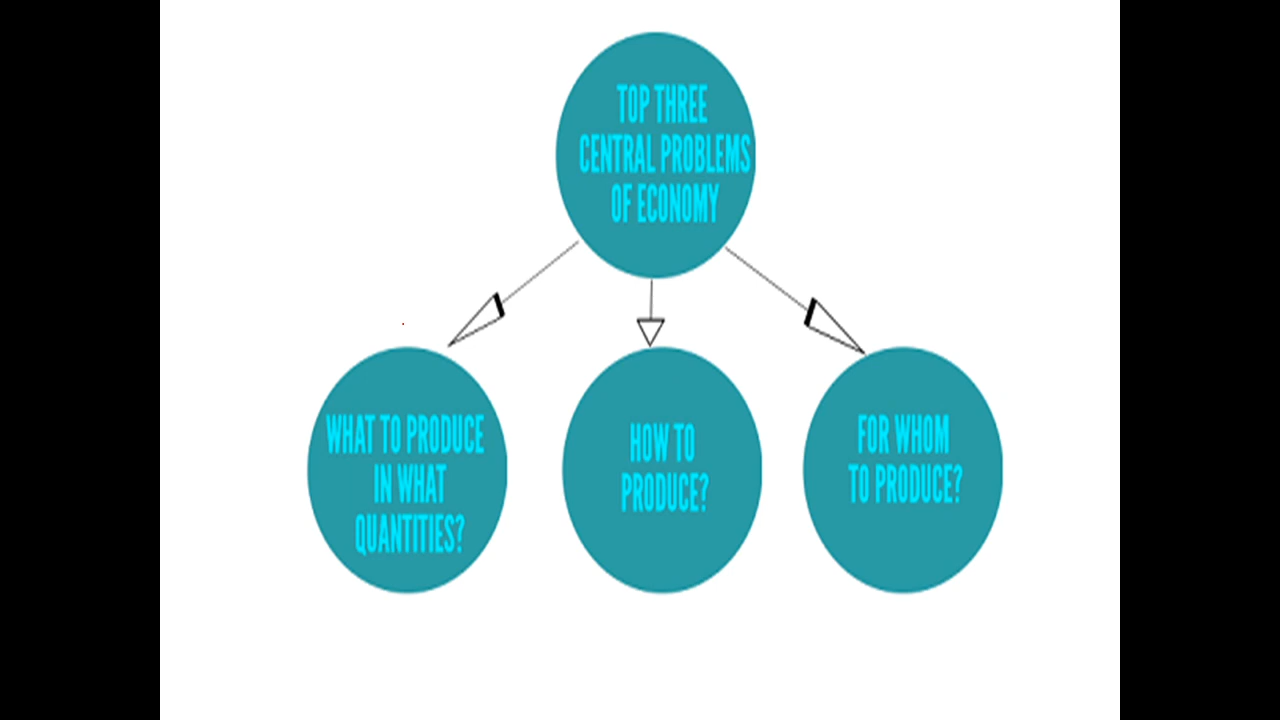 TOP THREE
CENTRAL PROBLEMS
OF ECONOMY
WHAT TO PRODUCE
IN WHAT
QUANTITIES?
HOW TO
PRODUCE?
FOR WHOM
TO PRODUCE?